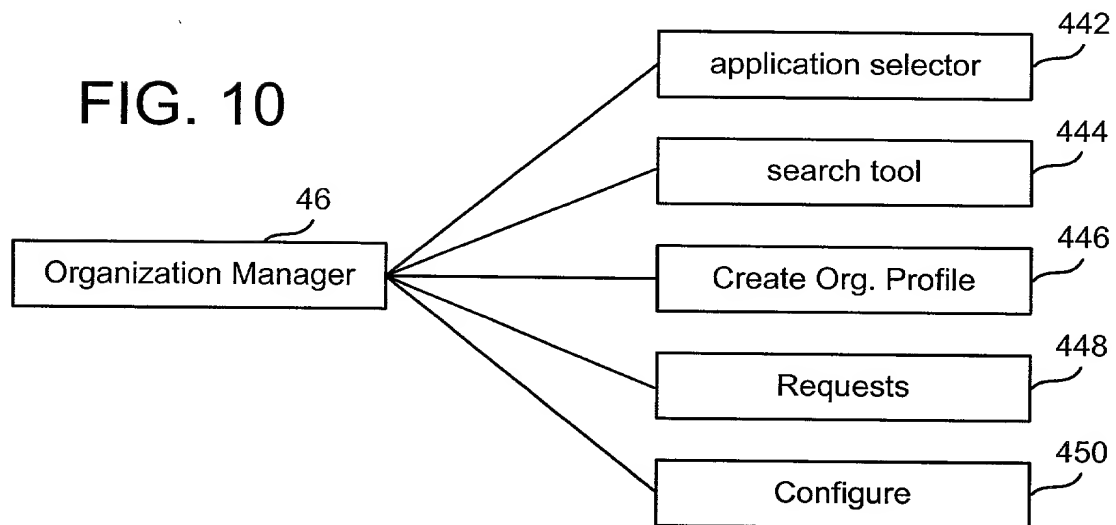 FIG. 10
442
application selector
444
search tool
46
Organization Manager
446
Create Org. Profile
448
Requests
450
Configure